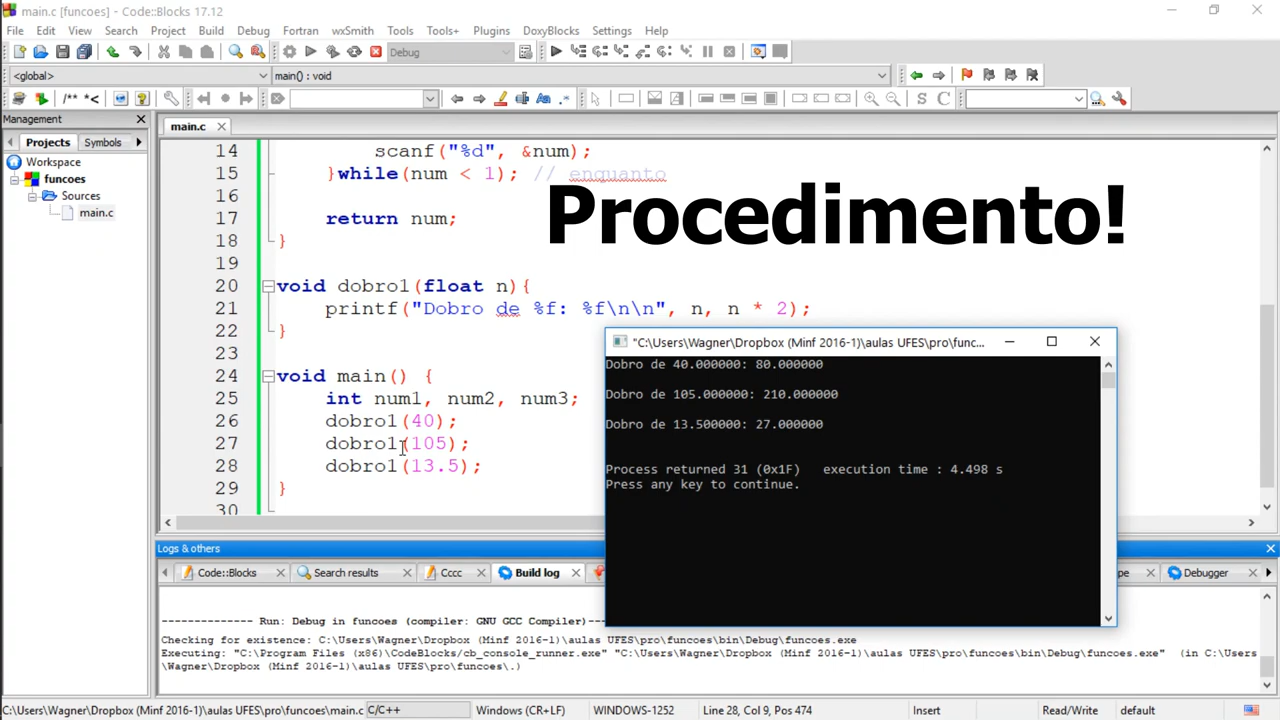 main.c [funcoes] - Code::Blocks 17.12
File Edit View Search Project Build Debug Fortran wxSmith Tools Tools+ Plugins DoxyBlocks Settings Help
Debug
<global> main() : void
/** *<
Management
main.c
Projects Symbols
Workspace
funcoes
Sources
main.c
14 scanf("%d", &num);
15 }while(num < 1); // enquanto
16
Procedimento!
17 return num;
18 }
19
20 void dobro1(float n){
21 printf("Dobro de %f: %f\n\n", n, n * 2);
22 }
23
24 void main() {
25 int num1, num2, num3;
26 dobro1(40);
27 dobro1(105);
28 dobro1(13.5);
29 }
30
"C:\Users\Wagner\Dropbox (Minf 2016-1)\aulas UFES\pro\func...
Dobro de 40.000000: 80.000000
Dobro de 105.000000: 210.000000
Dobro de 13.500000: 27.000000
Process returned 31 (0x1F) execution time : 4.498 s
Press any key to continue.
Logs & others
Code::Blocks Search results Cccc Build log pe Debugger
-------------- Run: Debug in funcoes (compiler: GNU GCC Compiler)---
Checking for existence: C:\Users\Wagner\Dropbox (Minf 2016-1)\aulas UFES\pro\funcoes\bin\Debug\funcoes.exe
Executing: "C:\Program Files (x86)\CodeBlocks/cb_console_runner.exe" "C:\Users\Wagner\Dropbox (Minf 2016-1)\aulas UFES\pro\funcoes\bin\Debug\funcoes.exe" (in C:\Users
\Wagner\Dropbox (Minf 2016-1)\aulas UFES\pro\funcoes\.)
C:\Users\Wagner\Dropbox (Minf 2016-1)\aulas UFES\pro\funcoes\main.c C/C++ Windows (CR+LF) WINDOWS-1252 Line 28, Col 9, Pos 474 Insert Read/Write default